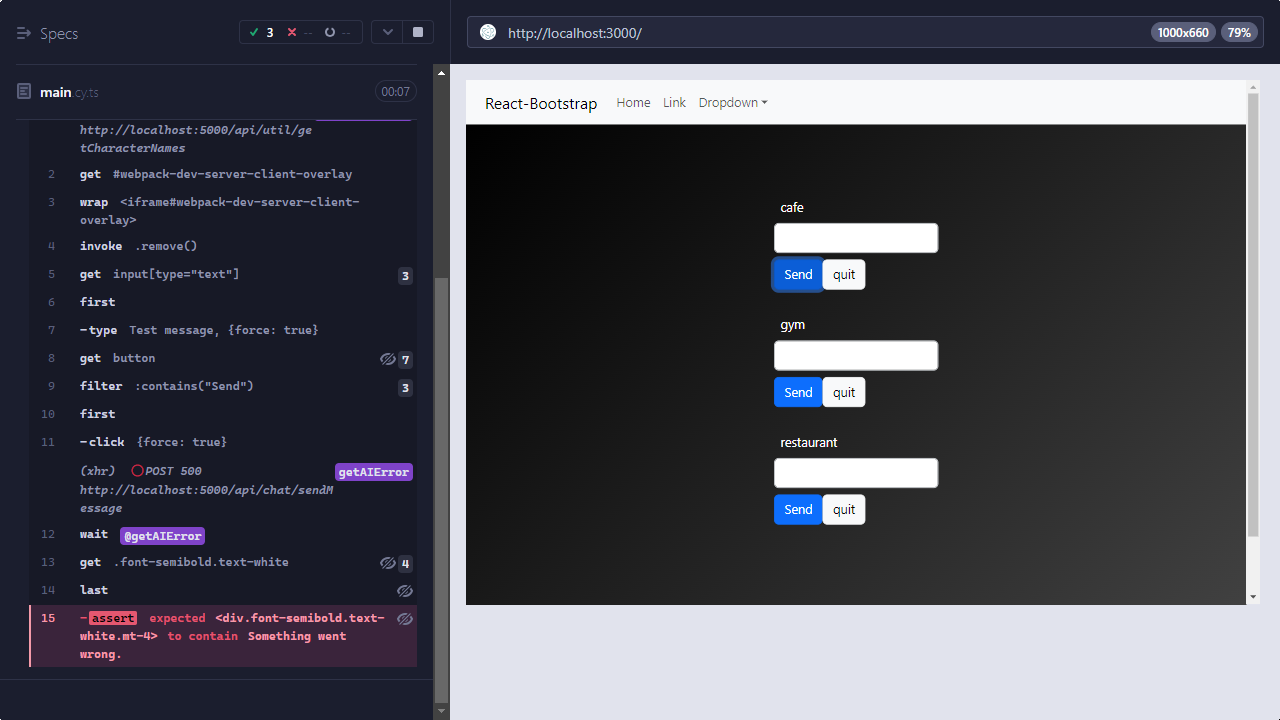 Specs
3
--
--
http://localhost:3000/
1000x660
79%
main.cy.ts
00:07
http://localhost:5000/api/util/ge
tCharacterNames
2 get #webpack-dev-server-client-overlay
3 wrap <iframe#webpack-dev-server-client-
overlay>
4 invoke .remove()
5 get input[type="text"] 3
6 first
7 -type Test message, {force: true}
8 get button 7
9 filter :contains("Send") 3
10 first
11 -click {force: true}
(xhr) POST 500 getAIError
http://localhost:5000/api/chat/sendM
essage
12 wait @getAIError
13 get .font-semibold.text-white 4
14 last
15 -assert expected <div.font-semibold.text-
white.mt-4> to contain Something went
wrong.
React-Bootstrap Home Link Dropdown
cafe
Send quit
gym
Send quit
restaurant
Send quit